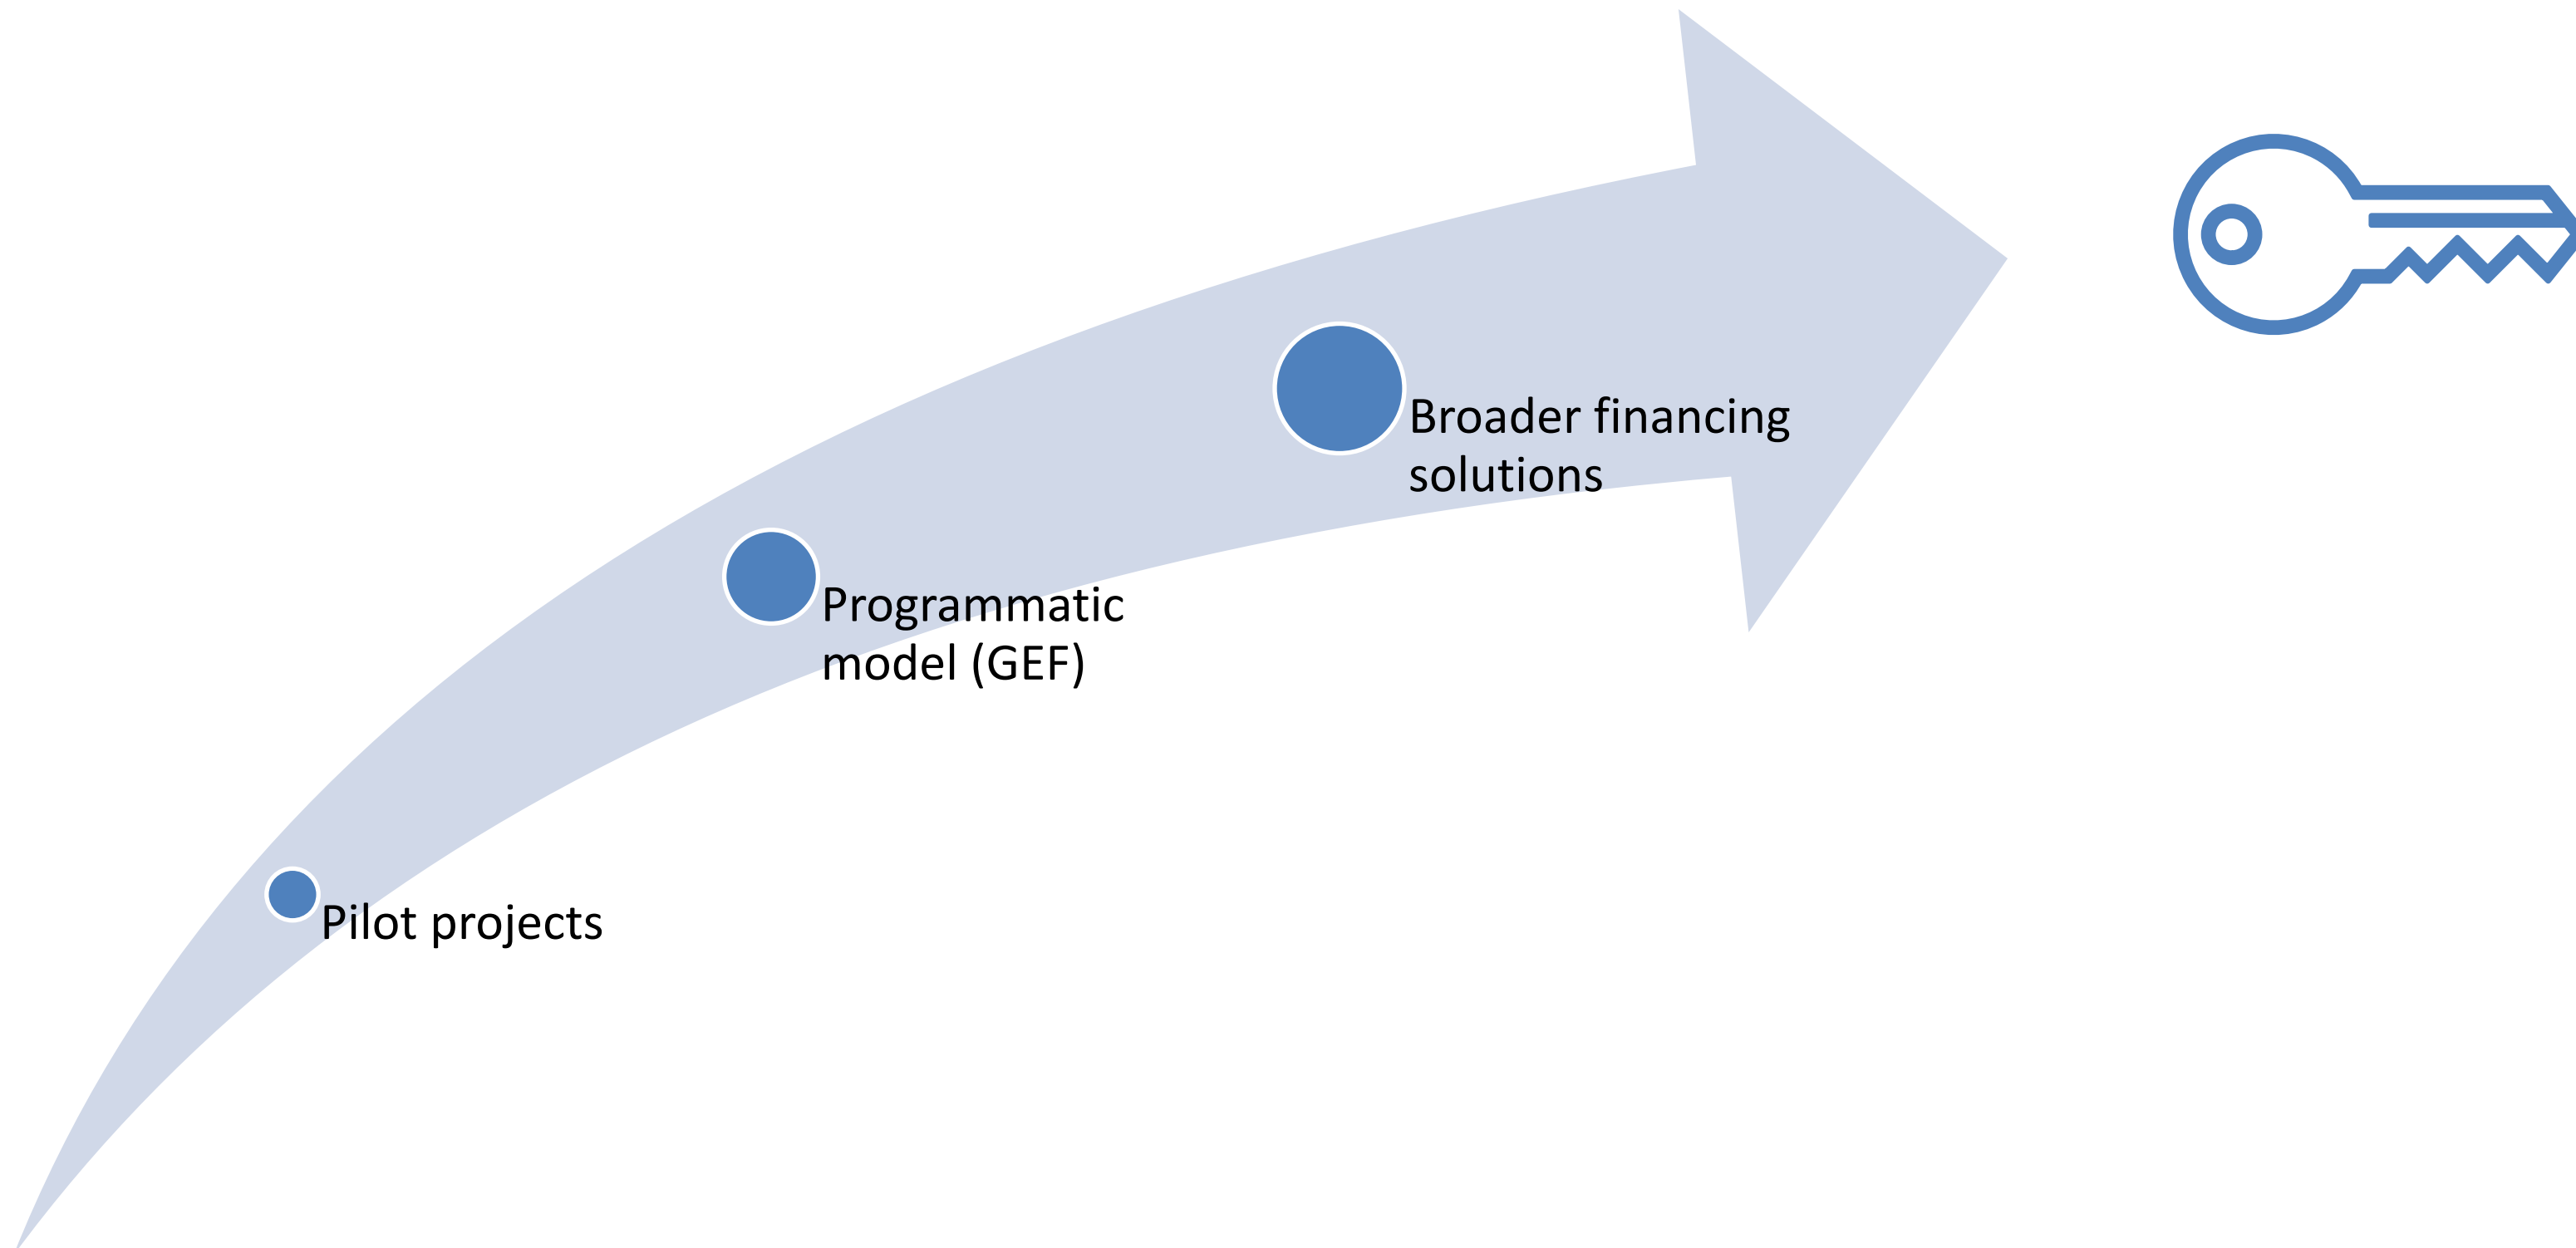 Broader financing
solutions
Programmatic
model (GEF)
Pilot projects